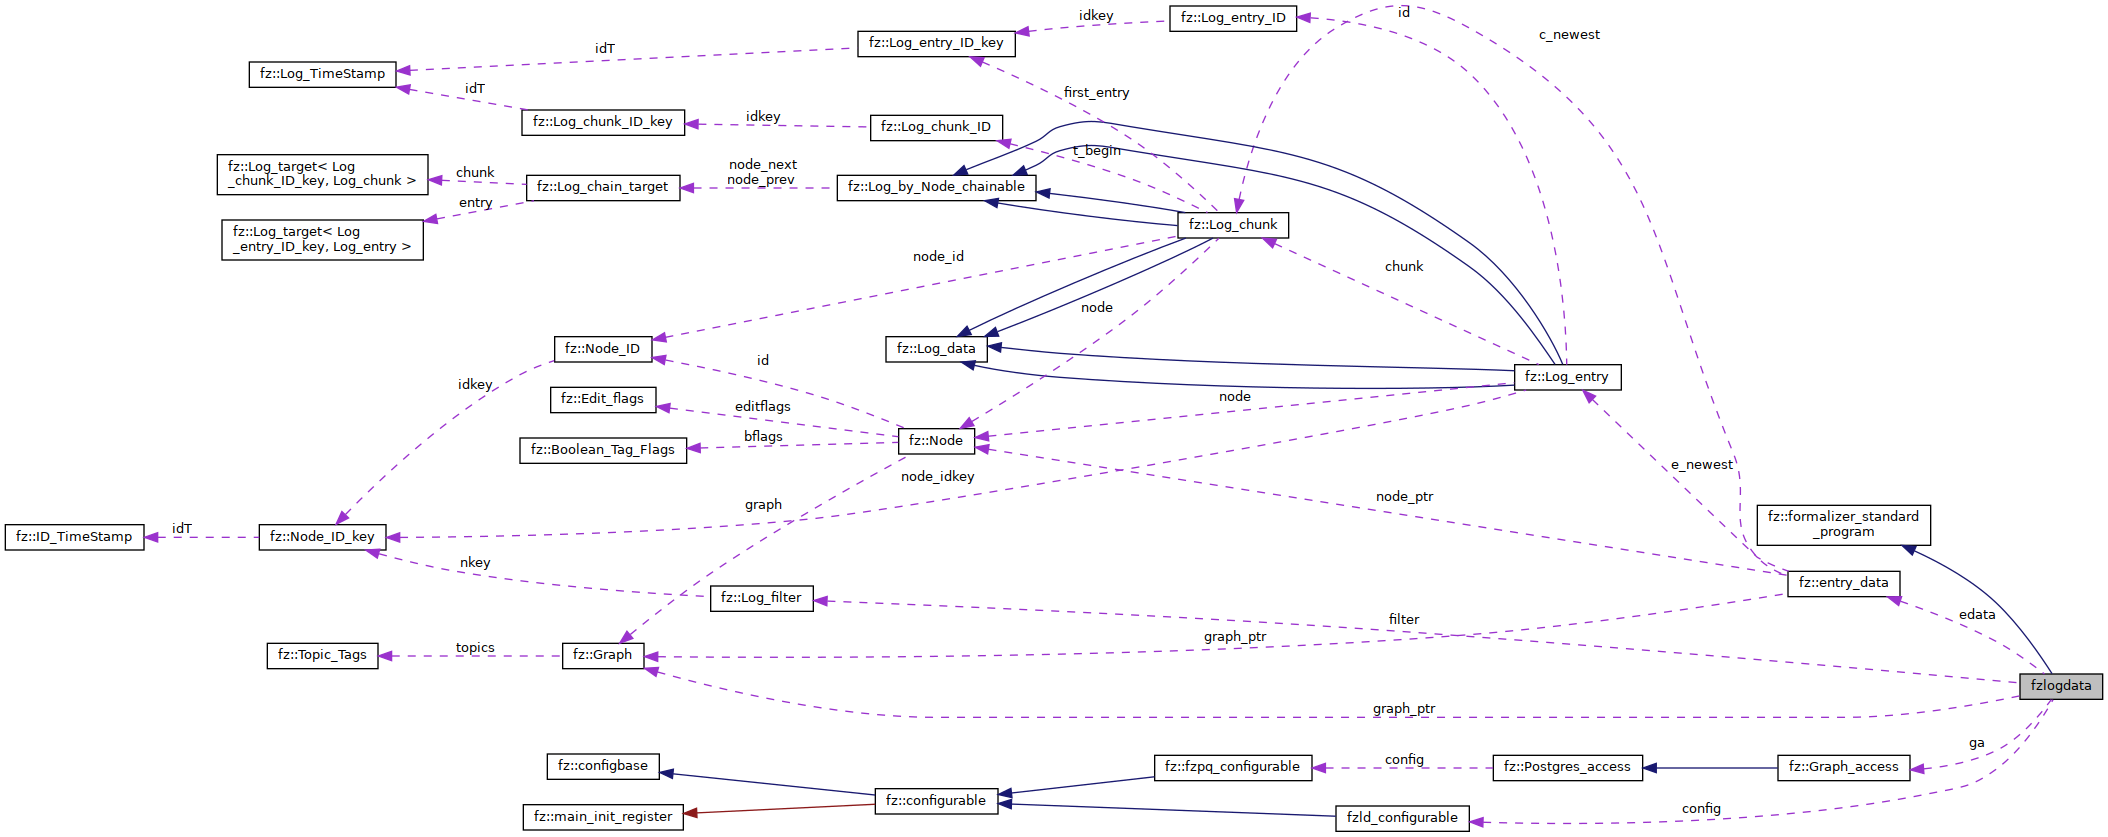 id
idkey
fz::Log_entry_ID
c_newest
fz::Log_entry_ID_key
idT
fz::Log_TimeStamp
idT
first_entry
fz::Log_chunk_ID_key
idkey
fz::Log_chunk_ID
t_begin
fz::Log_target< Log
_chunk_ID_key, Log_chunk >
chunk
fz::Log_chain_target
node_next
node_prev
fz::Log_by_Node_chainable
entry
fz::Log_target< Log
_entry_ID_key, Log_entry >
fz::Log_chunk
node_id
chunk
node
fz::Node_ID
fz::Log_data
id
fz::Log_entry
idkey
fz::Edit_flags
editflags
node
bflags
fz::Node
fz::Boolean_Tag_Flags
e_newest
node_idkey
node_ptr
graph
fz::formalizer_standard
_program
idT
fz::ID_TimeStamp
fz::Node_ID_key
nkey
fz::entry_data
fz::Log_filter
edata
filter
graph_ptr
topics
fz::Topic_Tags
fz::Graph
fzlogdata
graph_ptr
ga
fz::configbase
fz::fzpq_configurable
config
fz::Postgres_access
fz::Graph_access
fz::configurable
config
fz::main_init_register
fzld_configurable